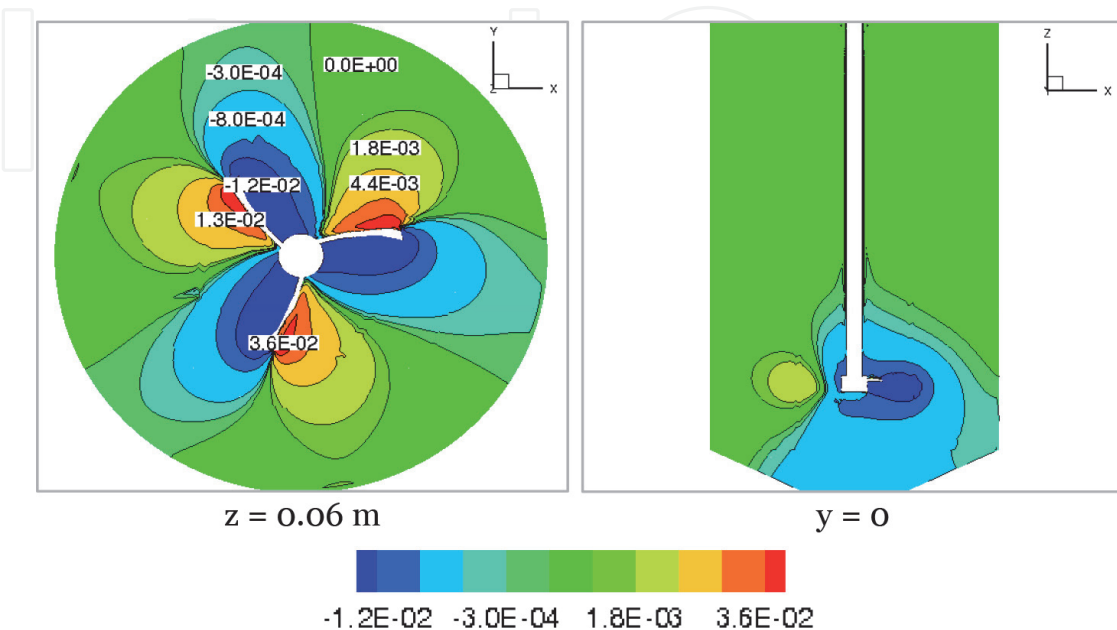 Y
Z X
-3.0E-04 0.0E+00
-8.0E-04
1.8E-03
-1.2E-02 4.4E-03
1.3E-02
3.6E-02
Z
Y X
z = 0.06 m y = 0
-1.2E-02 -3.0E-04 1.8E-03 3.6E-02